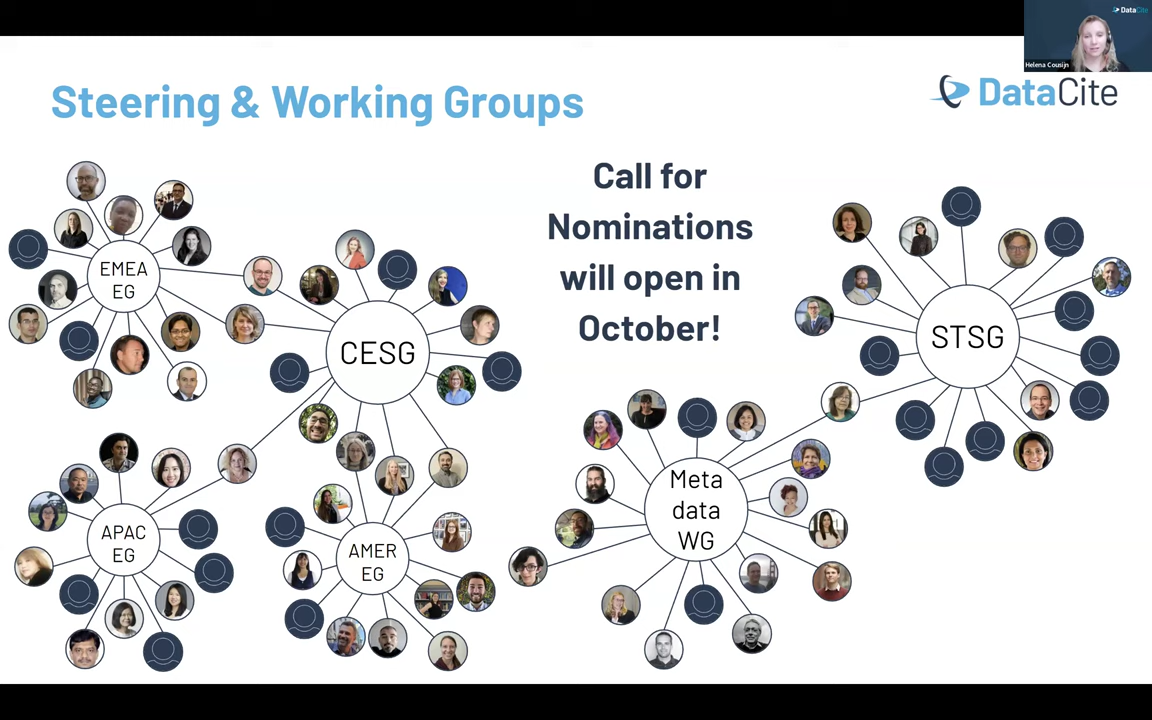 DataCite
Helena Cousijn
Steering & Working Groups
DataCite
Call for
Nominations
will open in
October!
EMEA
EG
CESG
STSG
Meta
data
WG
APAC
EG
AMER
EG